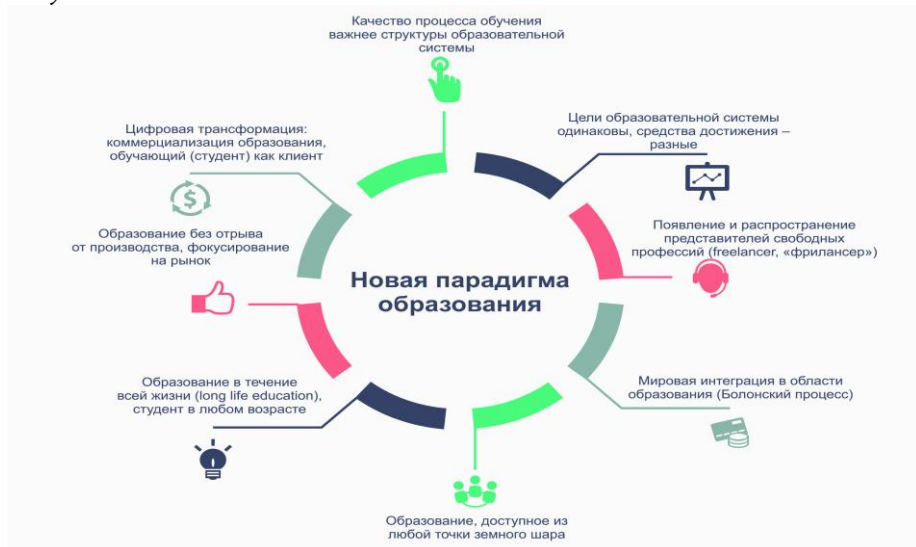 Качество процесса обучения
важнее структуры образовательной
системы
Цели образовательной системы
одинаковы, средства достижения –
разные
Цифровая трансформация:
коммерциализация образования,
обучающий (студент) как клиент
$
Появление и распространение
представителей свободных
профессий (freelancer, «фрилансер»)
Образование без отрыва
от производства, фокусирование
на рынок
Новая парадигма
образования
Образование в течение
всей жизни (long life education),
студент в любом возрасте
Мировая интеграция в области
образования (Болонский процесс)
Образование, доступное из
любой точки земного шара